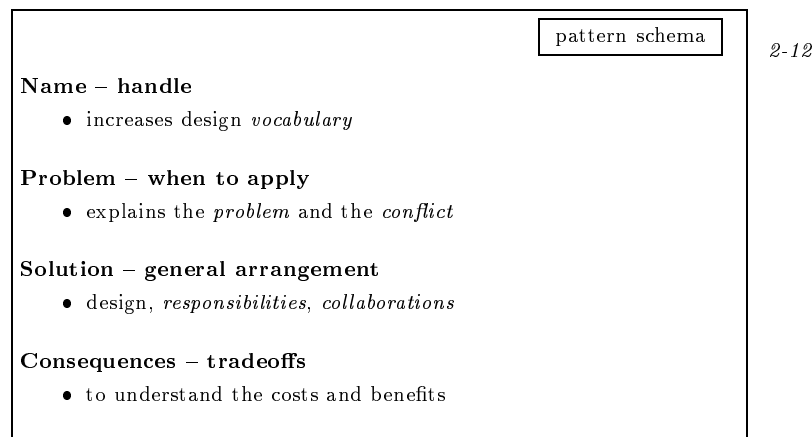 pattern schema
2-12
Name – handle
• increases design vocabulary
Problem – when to apply
• explains the problem and the conflict
Solution – general arrangement
• design, responsibilities, collaborations
Consequences – tradeoffs
• to understand the costs and benefits